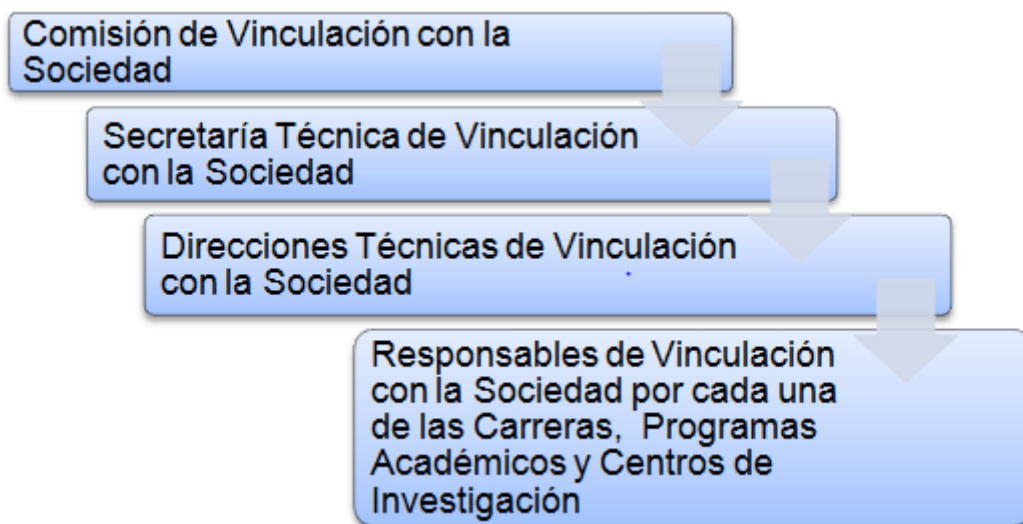 Comisión de Vinculación con la
Sociedad
Secretaría Técnica de Vinculación
con la Sociedad
Direcciones Técnicas de Vinculación
con la Sociedad
Responsables de Vinculación
con la Sociedad por cada una
de las Carreras, Programas
Académicos y Centros de
Investigación